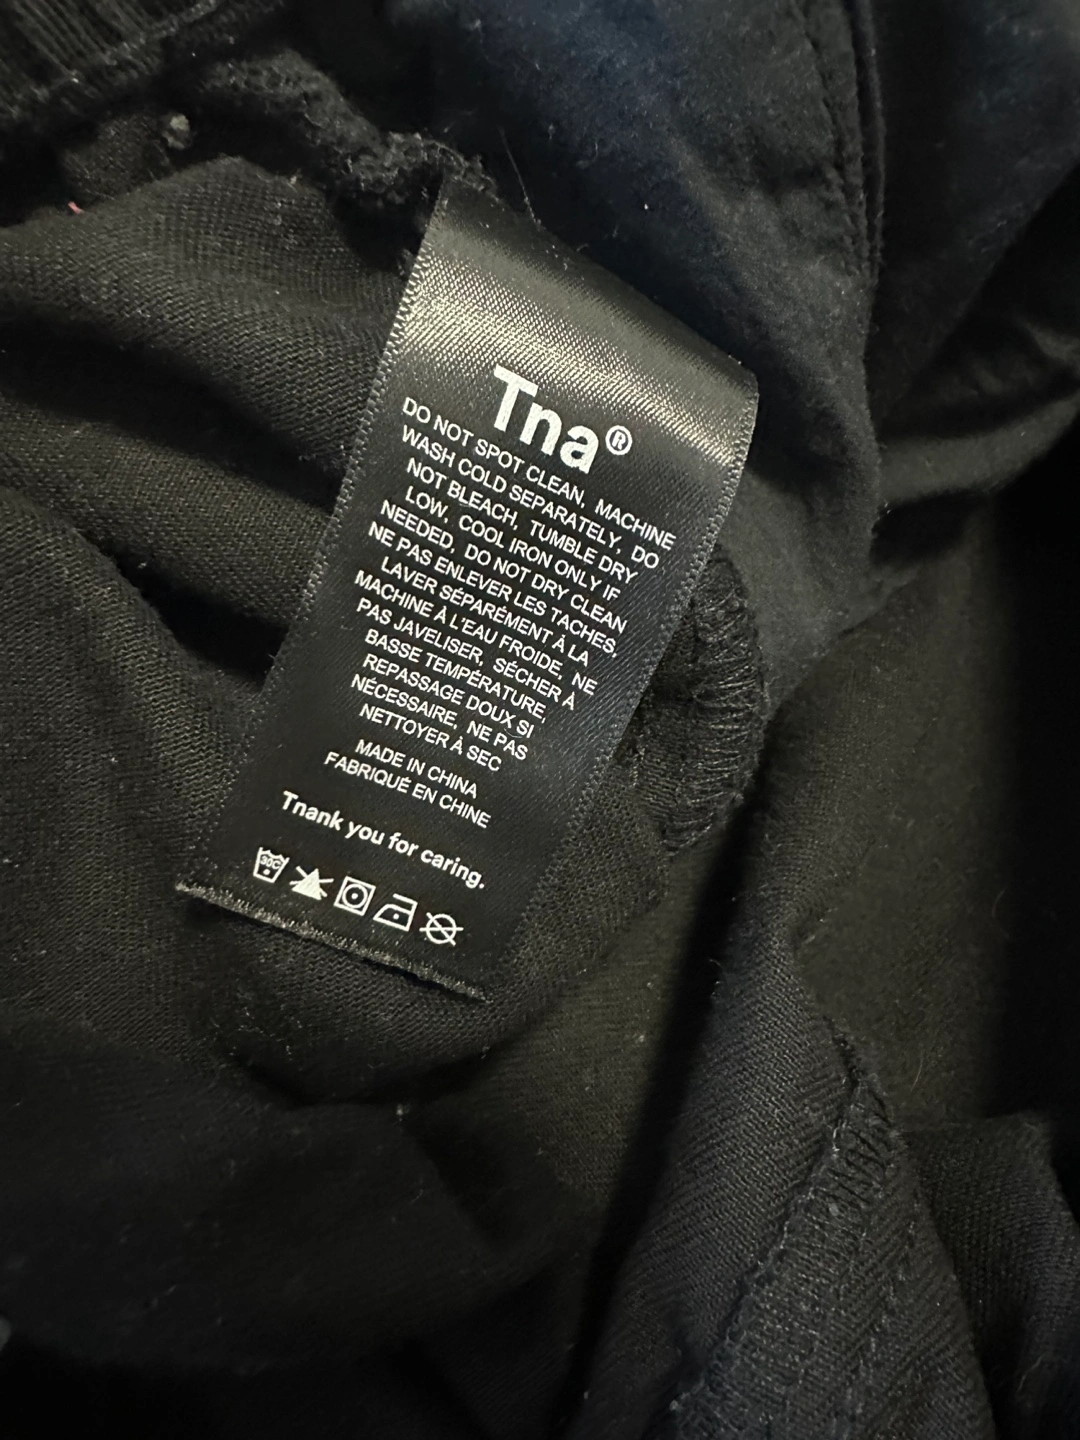 Tna®
DO NOT SPOT CLEAN, MACHINE
WASH COLD SEPARATELY, DO
NOT BLEACH, TUMBLE DRY
LOW, COOL IRON ONLY IF
NEEDED, DO NOT DRY CLEAN
NE PAS ENLEVER LES TACHES,
LAVER SÉPARÉMENT À LA
MACHINE À L'EAU FROIDE, NE
PAS JAVELISER, SÉCHER À
BASSE TEMPÉRATURE,
REPASSAGE DOUX SI
NÉCESSAIRE, NE PAS
NETTOYER À SEC
MADE IN CHINA
FABRIQUÉ EN CHINE
Tnank you for caring.
30C